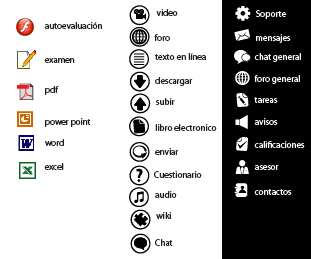 autoevaluación
examen
pdf
power point
word
excel
video
foro
texto en línea
descargar
subir
libro electronico
enviar
Cuestionario
audio
wiki
Chat
Soporte
mensajes
chat general
foro general
tareas
avisos
calificaciones
asesor
contactos